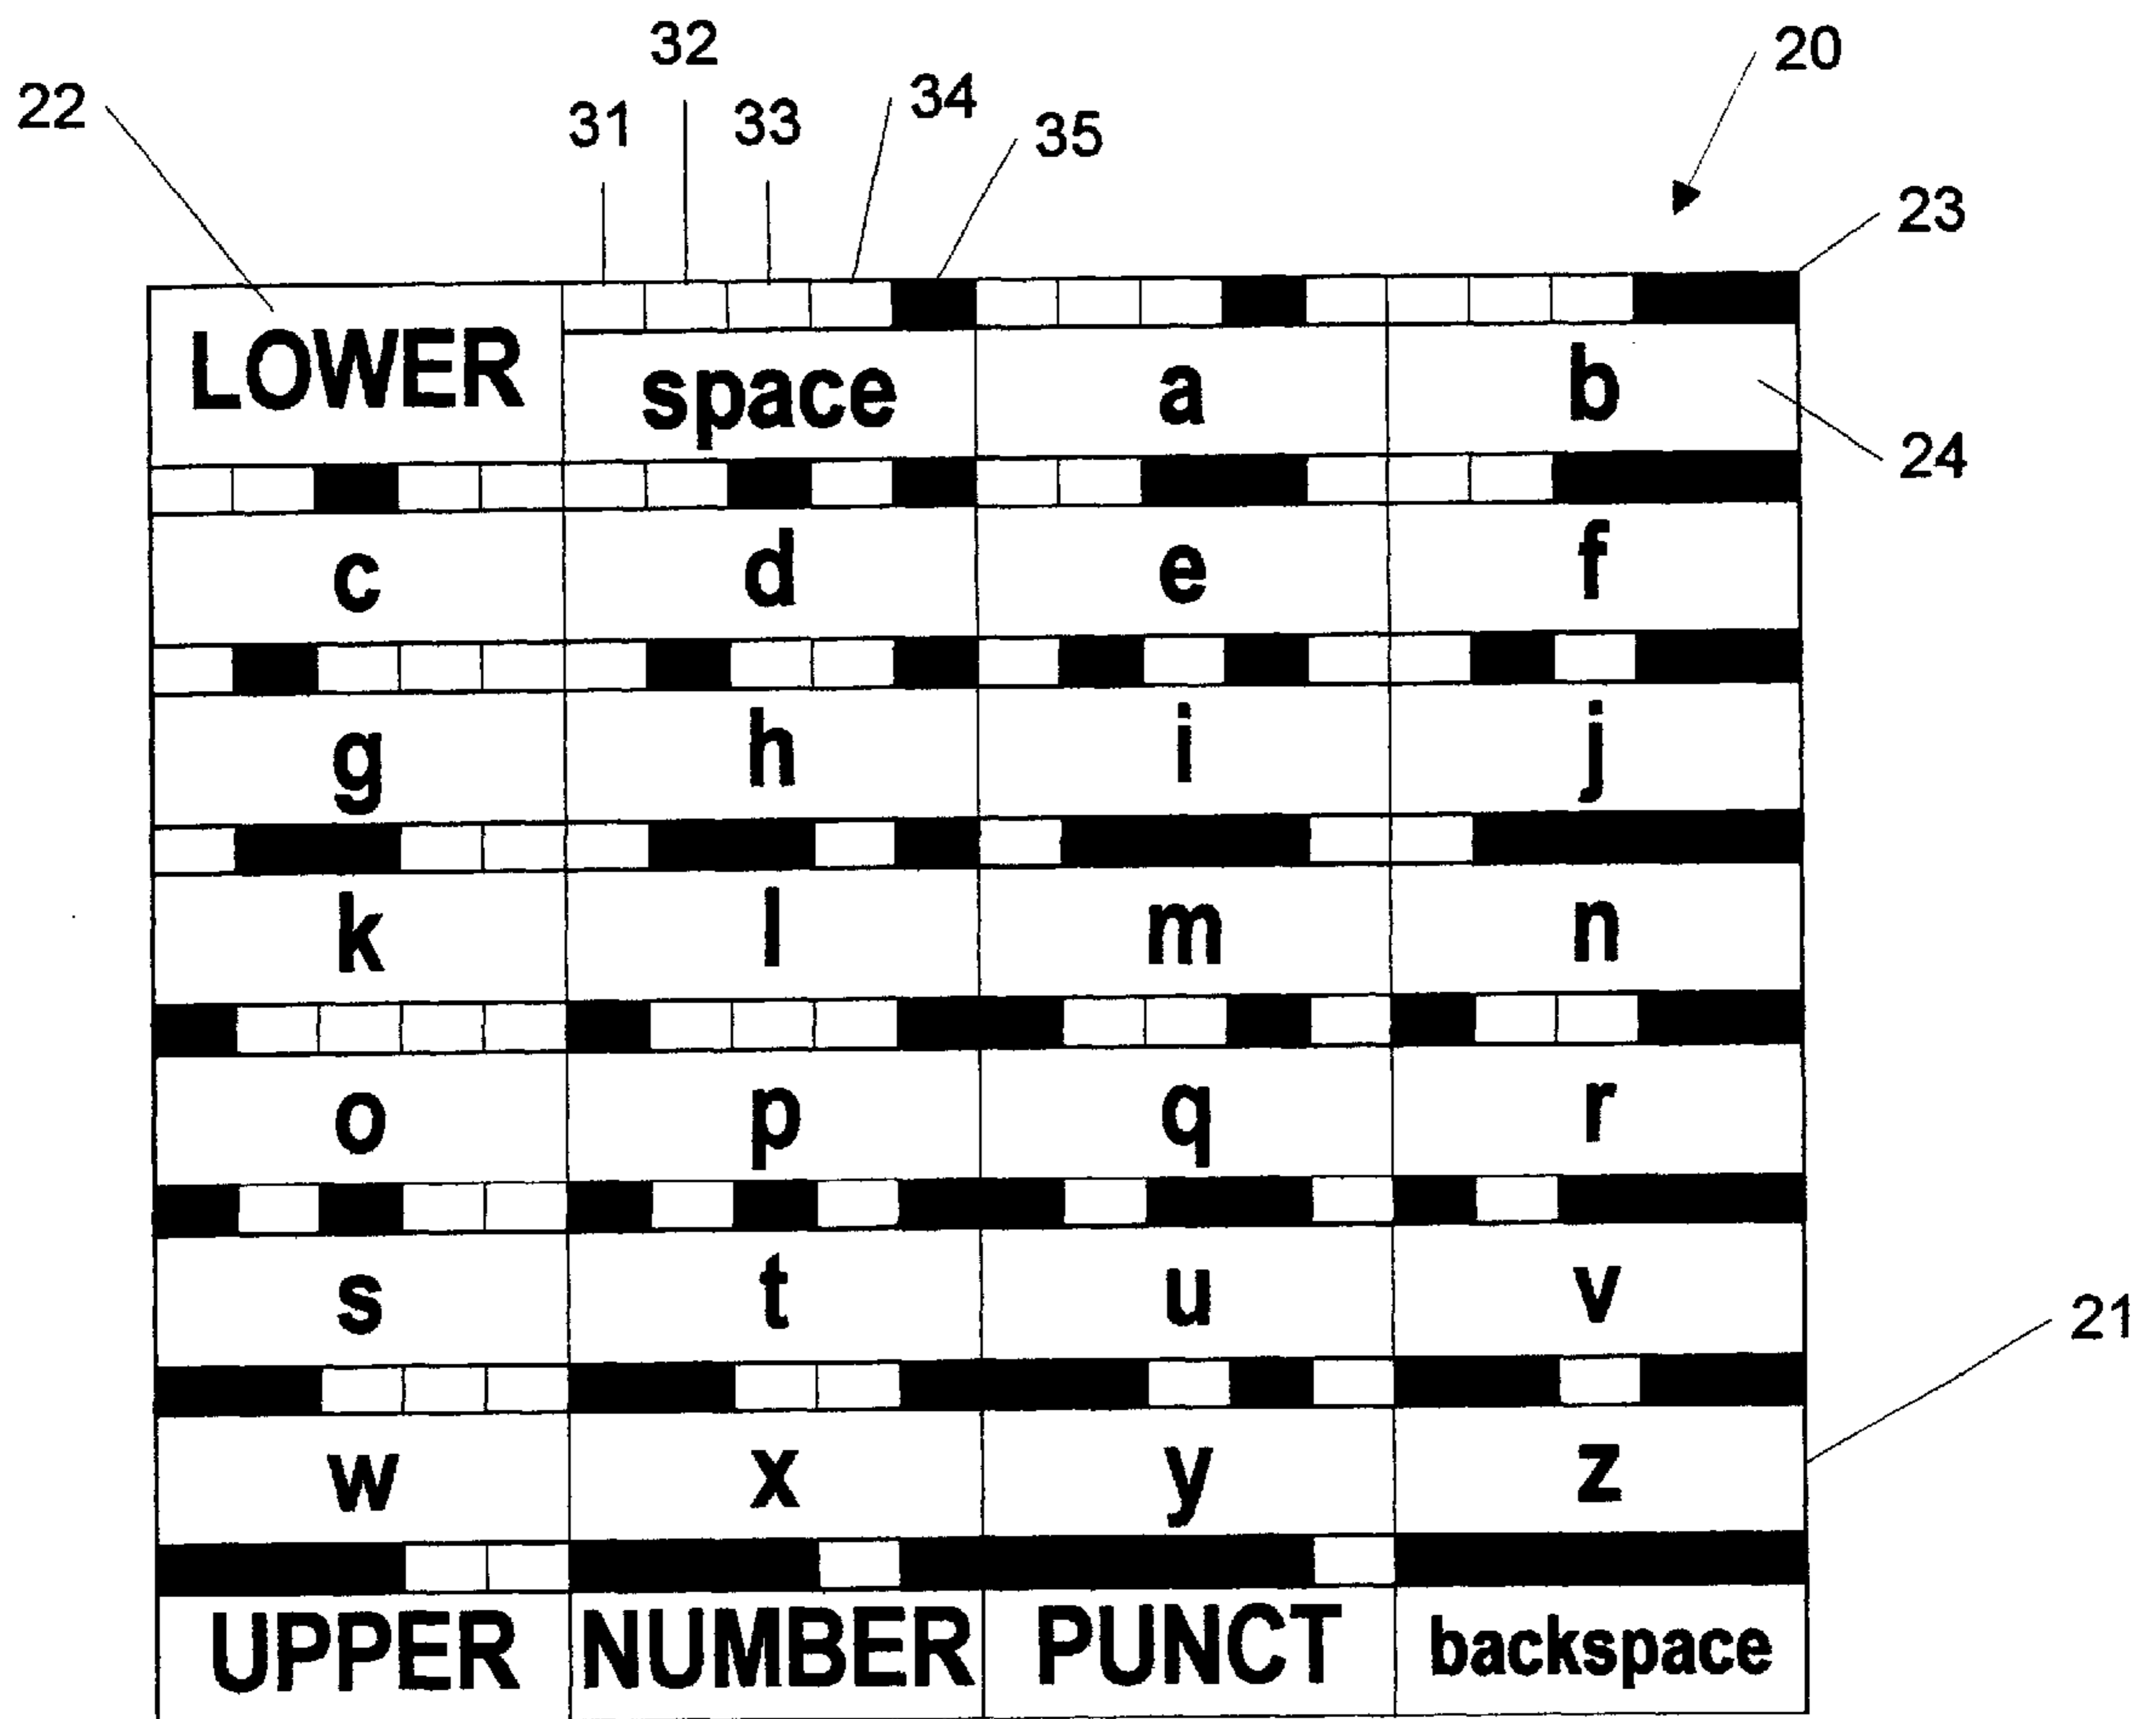 32
20
22
31
33
34
35
23
LOWER
space
a
b
24
c
d
e
f
g
h
i
j
k
l
m
n
o
p
q
r
s
t
u
v
21
w
x
y
z
UPPER
NUMBER
PUNCT
backspace